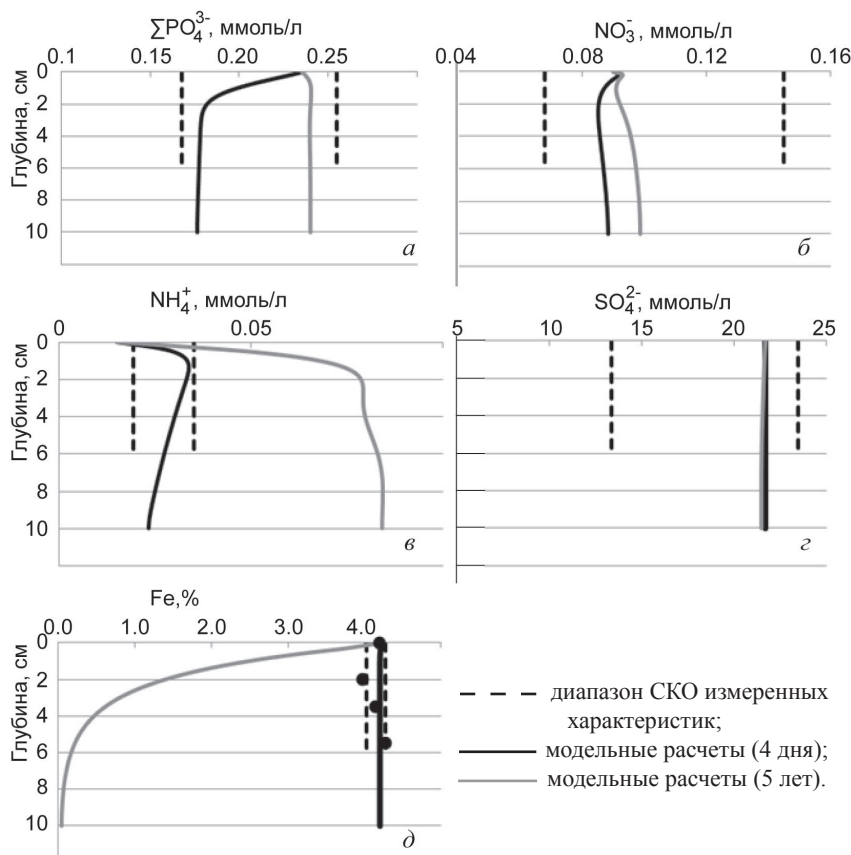 ∑PO₄³⁻, ммоль/л
0.1 0.15 0.20 0.25
Глубина, см
0
2
4
6
8
10
а
NO₃⁻, ммоль/л
0.04 0.08 0.12 0.16
б
NH₄⁺, ммоль/л
0 0.05
Глубина, см
0
2
4
6
8
10
в
SO₄²⁻, ммоль/л
5 10 15 20 25
г
Fe,%
0.0 1.0 2.0 3.0 4.0
Глубина, см
0
2
4
6
8
10
д
диапазон СКО измеренных
характеристик;
модельные расчеты (4 дня);
модельные расчеты (5 лет).